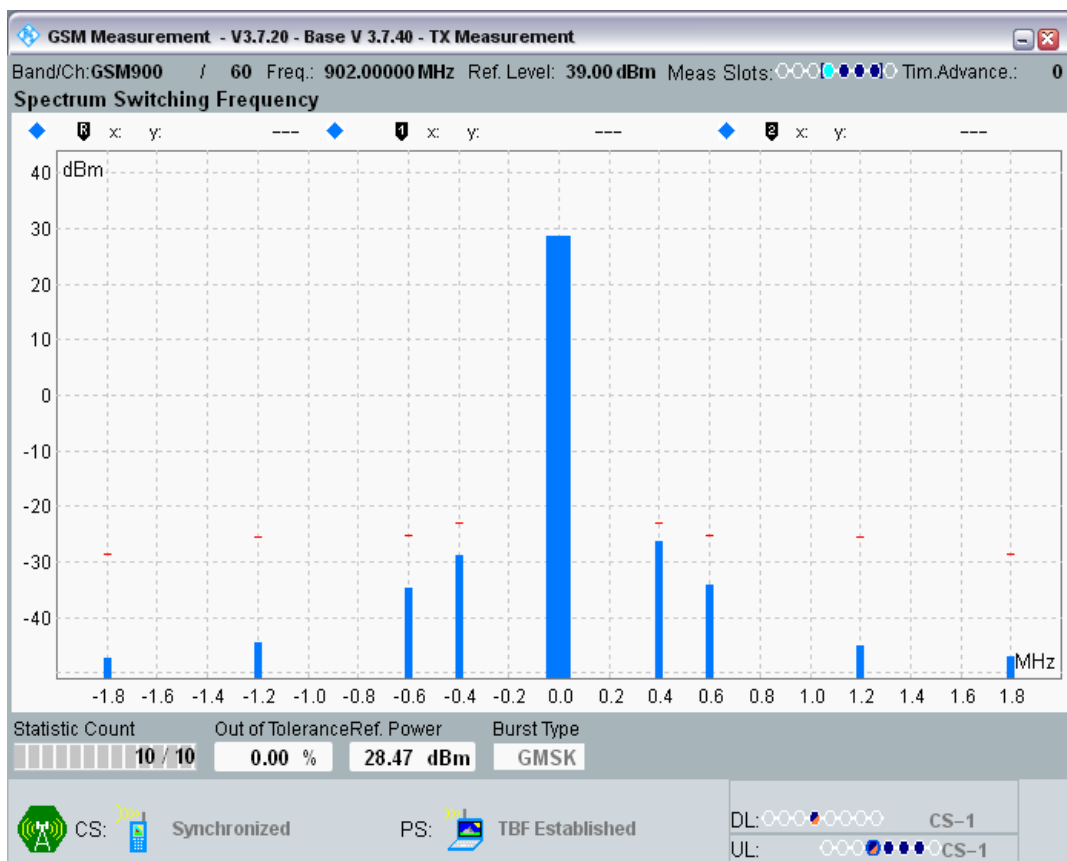 GSM Measurement - V3.7.20 - Base V 3.7.40 - TX Measurement
Band/Ch:GSM900 / 60 Freq.: 902.00000 MHz Ref. Level: 39.00 dBm Meas Slots: Tim.Advance.: 0
Spectrum Switching Frequency
R x: y: --- 1 x: y: --- 2 x: y: ---
dBm
40
30
20
10
0
-10
-20
-30
-40
MHz
-1.8 -1.6 -1.4 -1.2 -1.0 -0.8 -0.6 -0.4 -0.2 0.0 0.2 0.4 0.6 0.8 1.0 1.2 1.4 1.6 1.8
Statistic Count Out of Tolerance Ref. Power Burst Type
10 / 10 0.00 % 28.47 dBm GMSK
CS: Synchronized PS: TBF Established
DL: CS-1
UL: CS-1